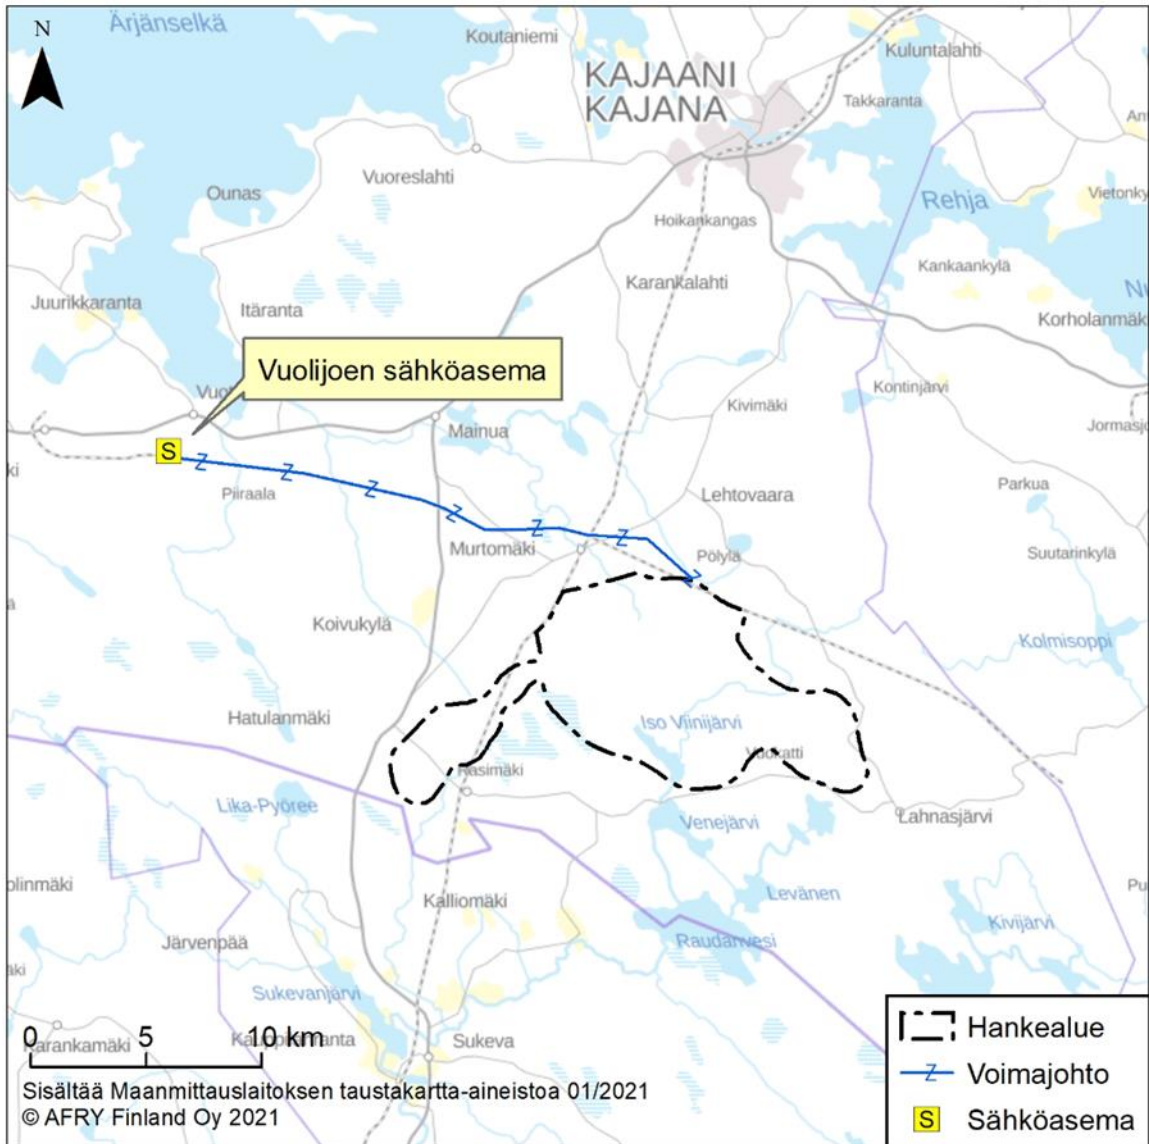 Ärjänselkä
N
Koutaniemi
Kuluntalahti
KAJAANI
KAJANA
Takkaranta
Vuoreslahti
Ounas
Rehja
Hoikankangas
Kankaankylä
Karankalahti
Juurikkaranta
Itäranta
Korholanmäki
Vuolijoen sähköasema
Kontinjärvi
Kivimäki
Mainua
S
Piiraala
Lehtovaara
Parkua
Murtomäki
Pölylä
Suutarinkylä
Koivukylä
Kolmisoppi
Hatulanmäki
Iso Viinijärvi
Vuokatti
Rasimäki
Lika-Pyöree
Venejärvi
Lahnasjärvi
Levänen
Kalliomäki
Kivijärvi
Järvenpää
Raudanvesi
Sukevanjärvi
Hankealue
0 5 10 km
Sukeva
Karankamäki
Voimajohto
Sisältää Maanmittauslaitoksen taustakartta-aineistoa 01/2021
© AFRY Finland Oy 2021
S Sähköasema